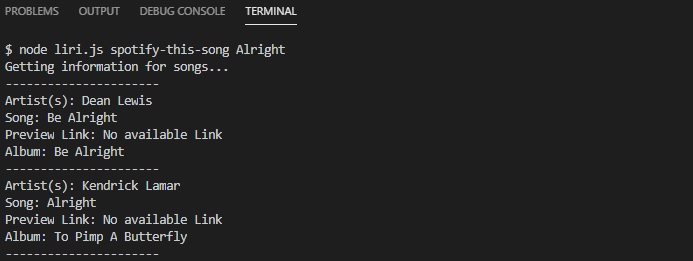 PROBLEMS OUTPUT DEBUG CONSOLE TERMINAL
$ node liri.js spotify-this-song Alright
Getting information for songs...
----------------------
Artist(s): Dean Lewis
Song: Be Alright
Preview Link: No available Link
Album: Be Alright
----------------------
Artist(s): Kendrick Lamar
Song: Alright
Preview Link: No available Link
Album: To Pimp A Butterfly
----------------------